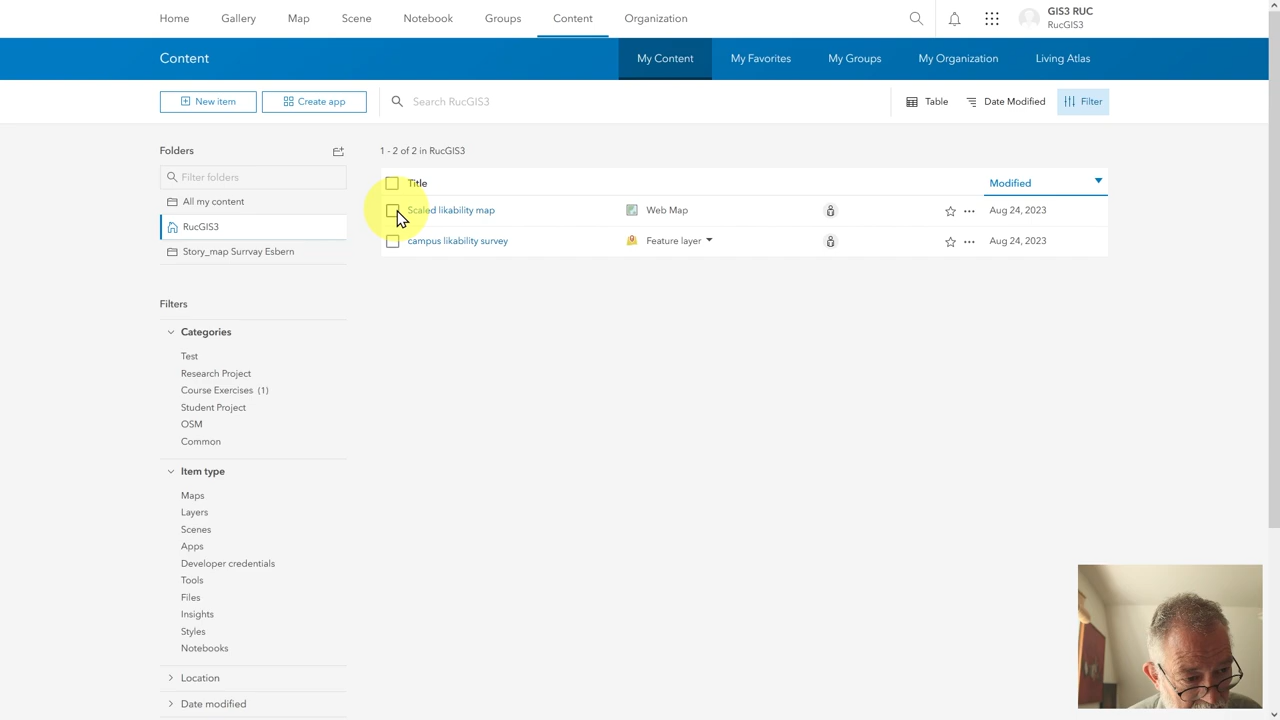 Home Gallery Map Scene Notebook Groups Content Organization
GIS3 RUC
RucGIS3
Content My Content My Favorites My Groups My Organization Living Atlas
New item Create app Search RucGIS3 Table Date Modified Filter
Folders
1 - 2 of 2 in RucGIS3
Filter folders
Title Modified
All my content
Scaled likability map Web Map Aug 24, 2023
RucGIS3
campus likability survey Feature layer Aug 24, 2023
Story_map Surrvay Esbern
Filters
Categories
Test
Research Project
Course Exercises (1)
Student Project
OSM
Common
Item type
Maps
Layers
Scenes
Apps
Developer credentials
Tools
Files
Insights
Styles
Notebooks
Location
Date modified